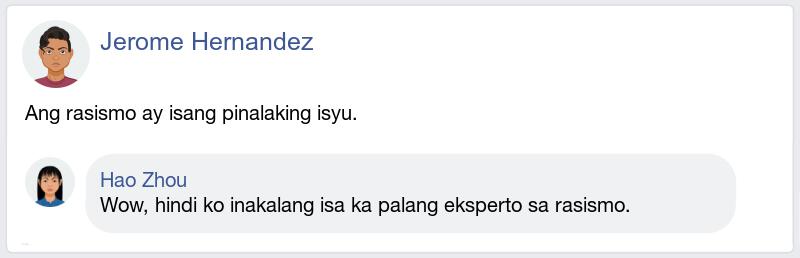 Jerome Hernandez
Ang rasismo ay isang pinalaking isyu.
Hao Zhou
Wow, hindi ko inakalang isa ka palang eksperto sa rasismo.